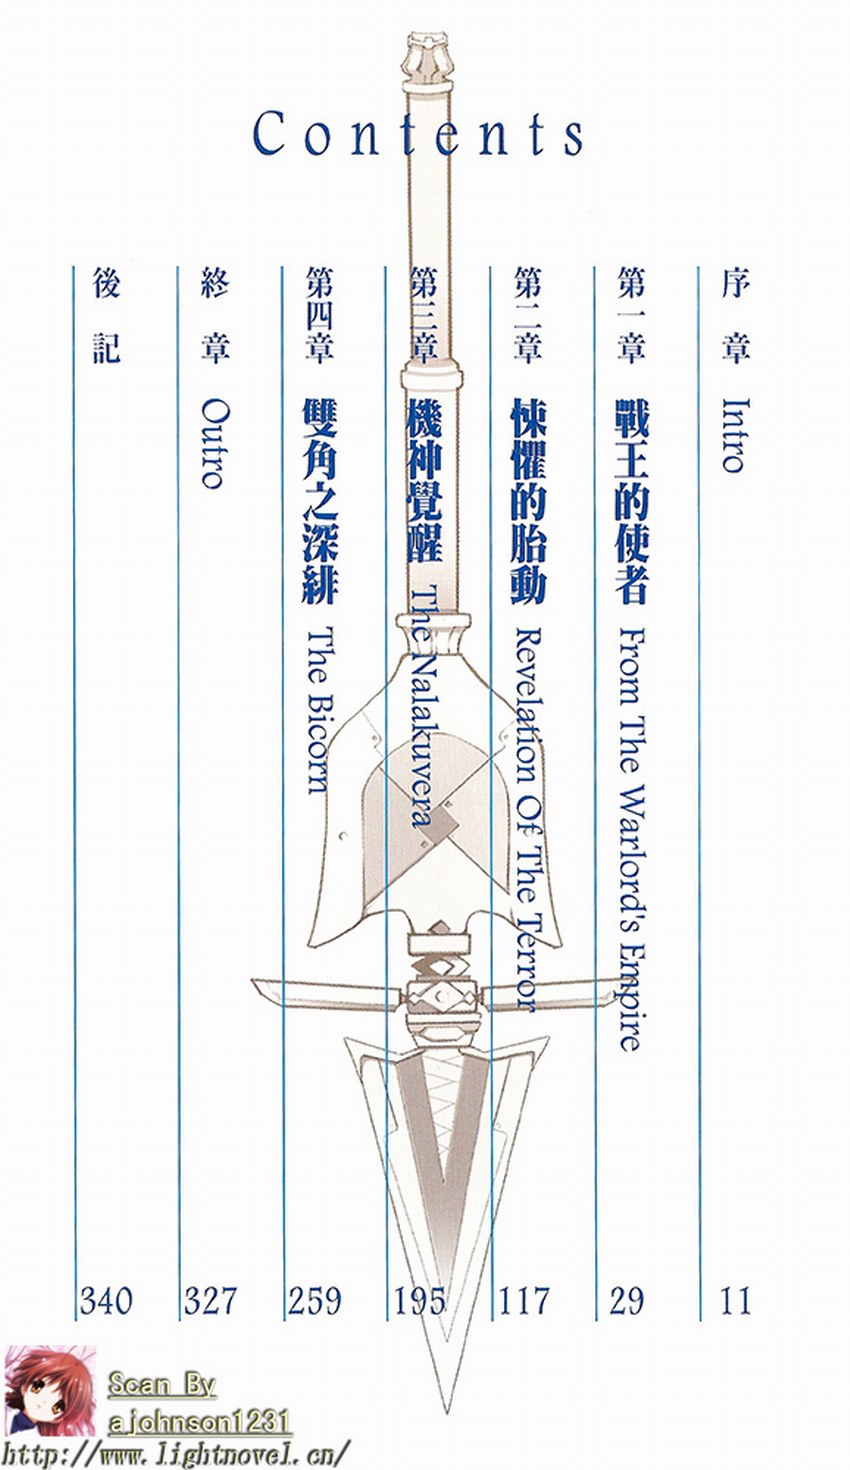 Contents
序章 Intro 11
第一章 戰王的使者 From The Warlord's Empire 29
第二章 悚懼的胎動 Revelation Of The Terror 117
第三章 機神覺醒 The Nalakuvera 195
第四章 雙角之深緋 The Bicorn 259
終章 Outro 327
後記 340
Scan By
ajohnson1231
http://www.lightnovel.cn/